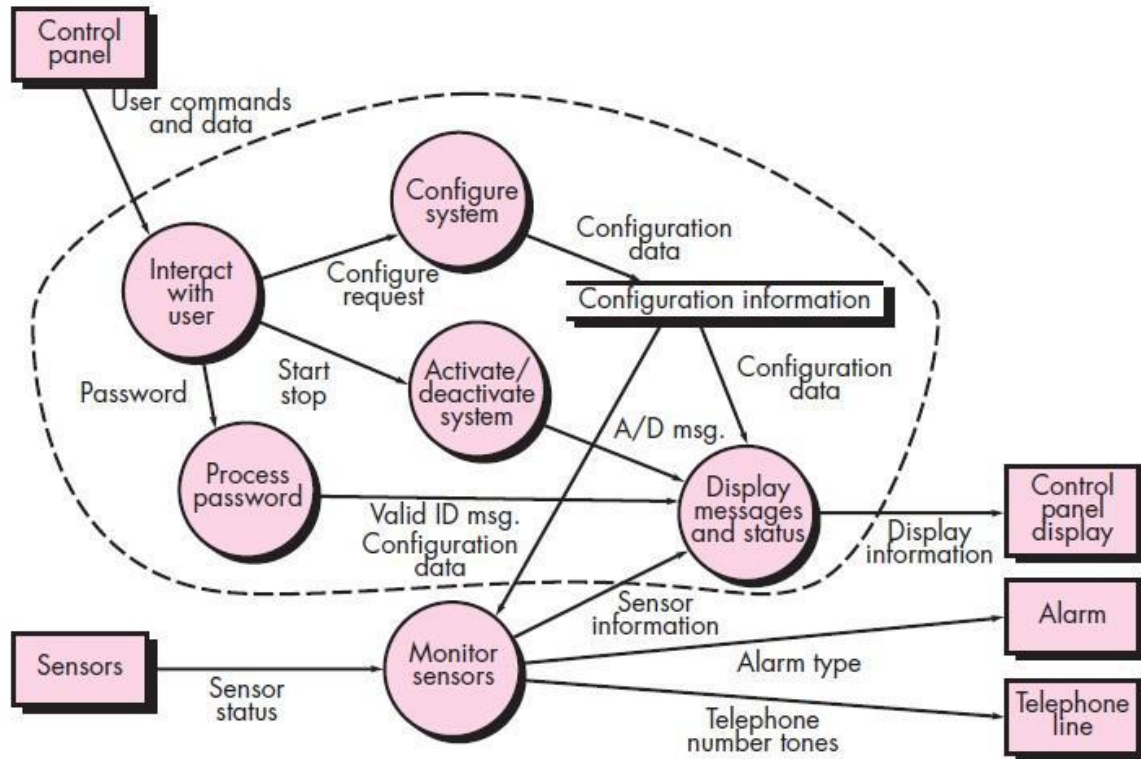 Control
panel
User commands
and data
Configure
system
Configuration
data
Interact
with
user
Configure
request
Configuration information
Password
Start
stop
Activate/
deactivate
system
Configuration
data
A/D msg.
Process
password
Valid ID msg.
Configuration
data
Display
messages
and status
Display
information
Control
panel
display
Sensors
Sensor
status
Monitor
sensors
Sensor
information
Alarm type
Alarm
Telephone
number tones
Telephone
line